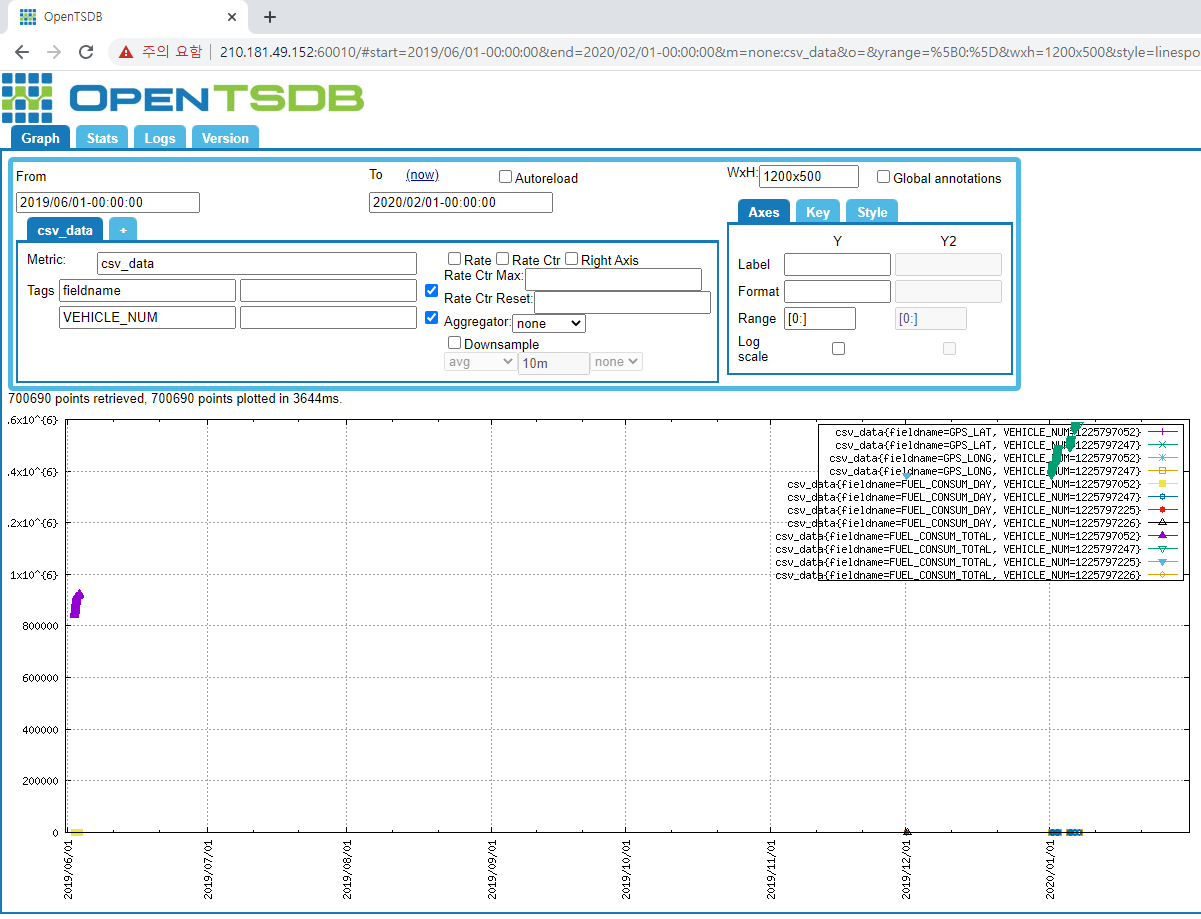 OpenTSDB
주의 요함
210.181.49.152:60010/#start=2019/06/01-00:00:00&end=2020/02/01-00:00:00&m=none:csv_data&o=&yrange=%5B0:%5D&wxh=1200x500&style=linespo
OPENTSDB
Graph Stats Logs Version
From To (now) Autoreload WxH: 1200x500 Global annotations
2019/06/01-00:00:00 2020/02/01-00:00:00
Axes Key Style
csv_data +
Y Y2
Metric: csv_data Rate Rate Ctr Right Axis
Label
Rate Ctr Max:
Tags fieldname
Format
Rate Ctr Reset:
VEHICLE_NUM
Range [0:] [0:]
Aggregator: none
Log
scale
Downsample
avg 10m none
700690 points retrieved, 700690 points plotted in 3644ms.
.6x10^{6}
csv_data{fieldname=GPS_LAT, VEHICLE_NUM=1225797052}
csv_data{fieldname=GPS_LAT, VEHICLE_NUM=1225797247}
csv_data{fieldname=GPS_LONG, VEHICLE_NUM=1225797052}
.4x10^{6}
csv_data{fieldname=GPS_LONG, VEHICLE_NUM=1225797247}
csv_data{fieldname=FUEL_CONSUM_DAY, VEHICLE_NUM=1225797052}
csv_data{fieldname=FUEL_CONSUM_DAY, VEHICLE_NUM=1225797247}
csv_data{fieldname=FUEL_CONSUM_DAY, VEHICLE_NUM=1225797225}
.2x10^{6}
csv_data{fieldname=FUEL_CONSUM_DAY, VEHICLE_NUM=1225797226}
csv_data{fieldname=FUEL_CONSUM_TOTAL, VEHICLE_NUM=1225797052}
csv_data{fieldname=FUEL_CONSUM_TOTAL, VEHICLE_NUM=1225797247}
csv_data{fieldname=FUEL_CONSUM_TOTAL, VEHICLE_NUM=1225797225}
1x10^{6}
csv_data{fieldname=FUEL_CONSUM_TOTAL, VEHICLE_NUM=1225797226}
800000
600000
400000
200000
0
2019/06/01
2019/07/01
2019/08/01
2019/09/01
2019/10/01
2019/11/01
2019/12/01
2020/01/01